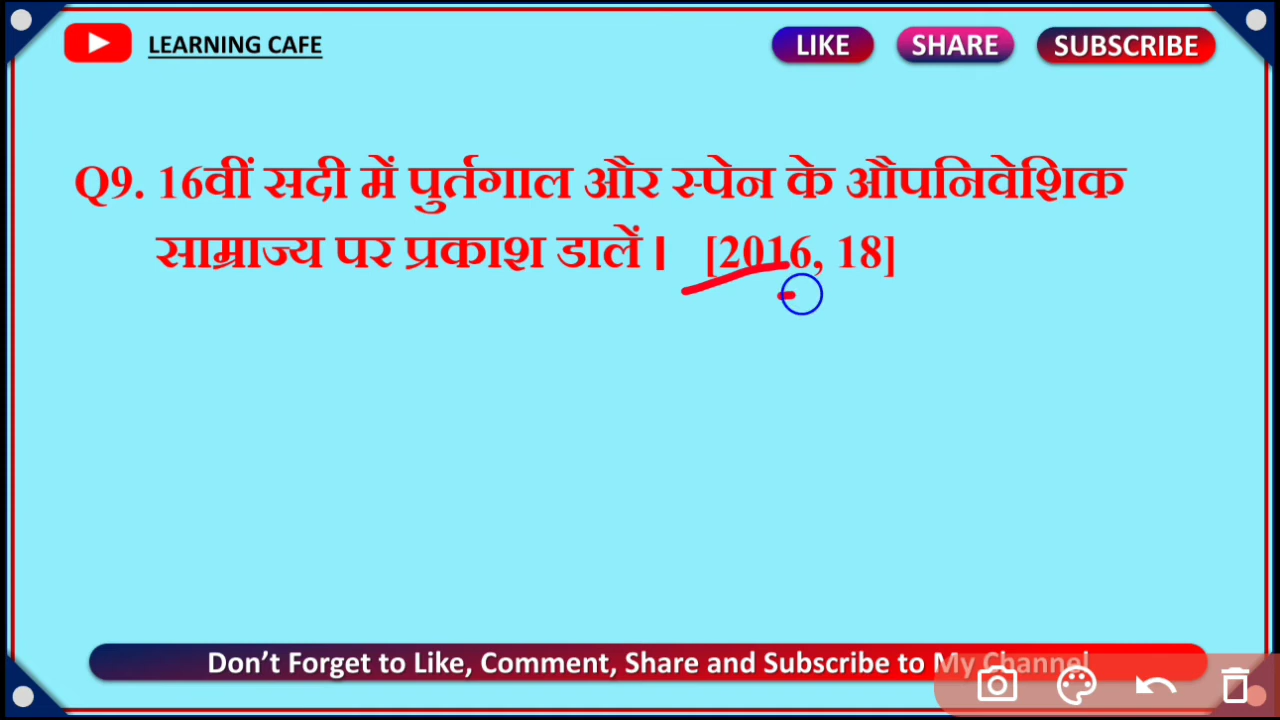 LEARNING CAFE
LIKE SHARE SUBSCRIBE
Q9. 16वीं सदी में पुर्तगाल और स्पेन के औपनिवेशिक
साम्राज्य पर प्रकाश डालें। [2016, 18]
Don’t Forget to Like, Comment, Share and Subscribe to My Channel